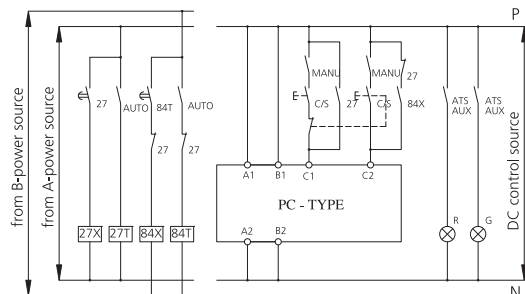 P
from B-power source
from A-power source
27
AUTO
84T
AUTO
27
27
27X
27T
84X
84T
MANU
C/S
27
MANU
C/S
27
84X
ATS
AUX
ATS
AUX
A1
B1
C1
C2
PC - TYPE
A2
B2
R
G
DC control source
N